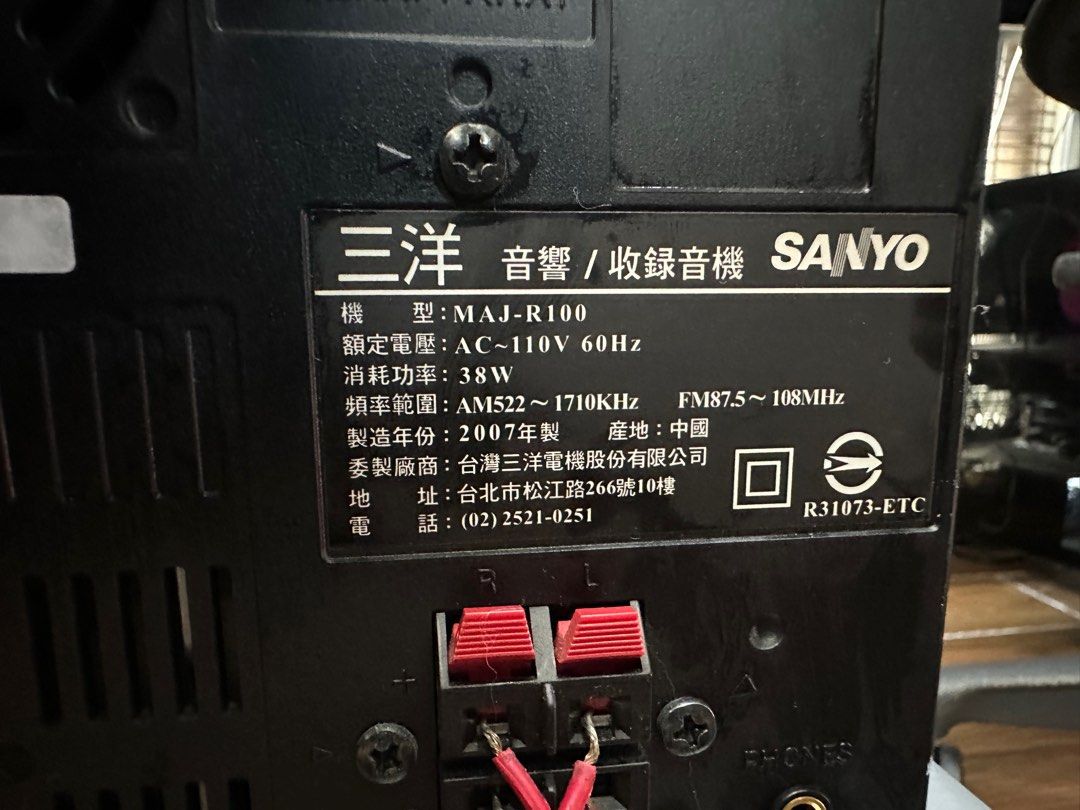 三洋 音響 / 收録音機 SANYO
機 型：MAJ-R100
額定電壓：AC~110V 60Hz
消耗功率：38W
頻率範圍：AM522～1710KHz FM87.5～108MHz
製造年份：2007年製 產地：中國
委製廠商：台灣三洋電機股份有限公司
地 址：台北市松江路266號10樓
電 話：(02) 2521-0251
R31073-ETC
R L
+
PHONES